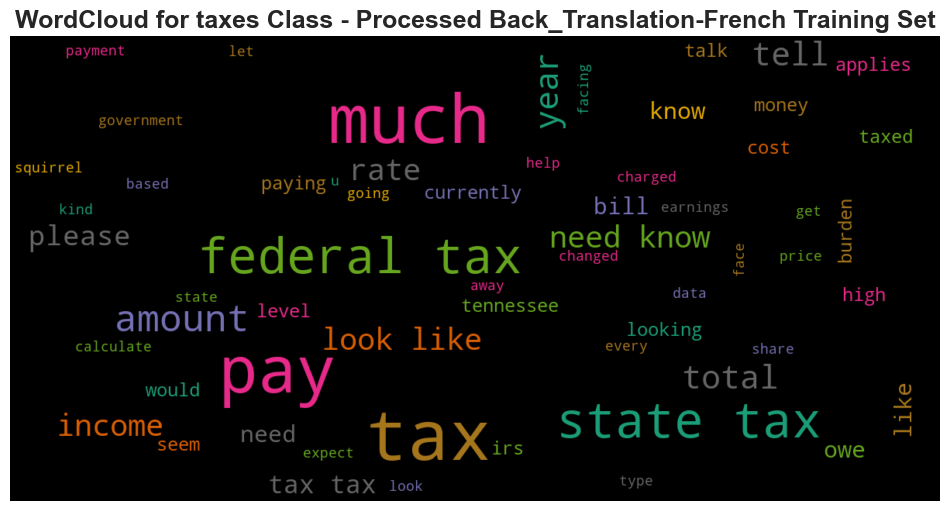 WordCloud for taxes Class - Processed Back_Translation-French Training Set
payment
let
talk
tell
applies
year
facing
much
know
money
government
taxed
cost
squirrel
rate
help
based
paying
u
going
currently
charged
kind
bill
earnings
get
burden
please
federal tax
need know
changed
face
price
state
away
data
high
amount
level
tennessee
looking
calculate
look like
every
share
would
pay
total
like
income
seem
need
tax
irs
state tax
owe
expect
tax tax
look
type